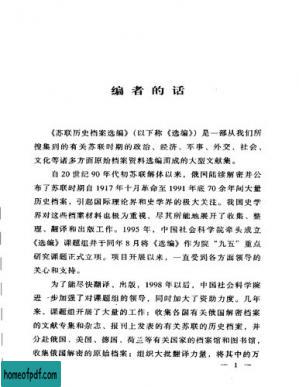 编者的话
《苏联历史档案选编》(以下称《选编》)是一部从我们所
搜集到的有关苏联时期的政治、经济、军事、外交、社会、
文化等诸多方面原始档案资料选编而成的大型文献集。
自20世纪90年代初苏联解体以来,俄国陆续解密并公
布了苏联时期自1917年十月革命至1991年底70余年间大量
历史档案,引起国际理论界和史学界的极大关注。我国史学
界对这些档案材料也极为重视,尽其所能地展开了收集、整
理、翻译和出版工作。1995年,中国社会科学院牵头成立
《选编》课题组并于同年8月将《选编》作为院“九五”重点
研究课题正式立项。项目开展以来,一直受到各方面领导的
关心和支持。
为了能尽快翻译、出版,1998年以来,中国社会科学院
进一步加强了对课题组的领导,同时加大了资助力度。几年
来,课题组开展了大量的工作:收集各国有关俄国解密档案
的文献专集和杂志、报刊上发表的有关苏联的历史档案,并
分赴俄国、美国、德国、荷兰等有关国家的档案馆和图书馆,
收集俄国解密的原始档案;组织大批翻译力量,将其中的万
— 1 —
homeofpdf.com